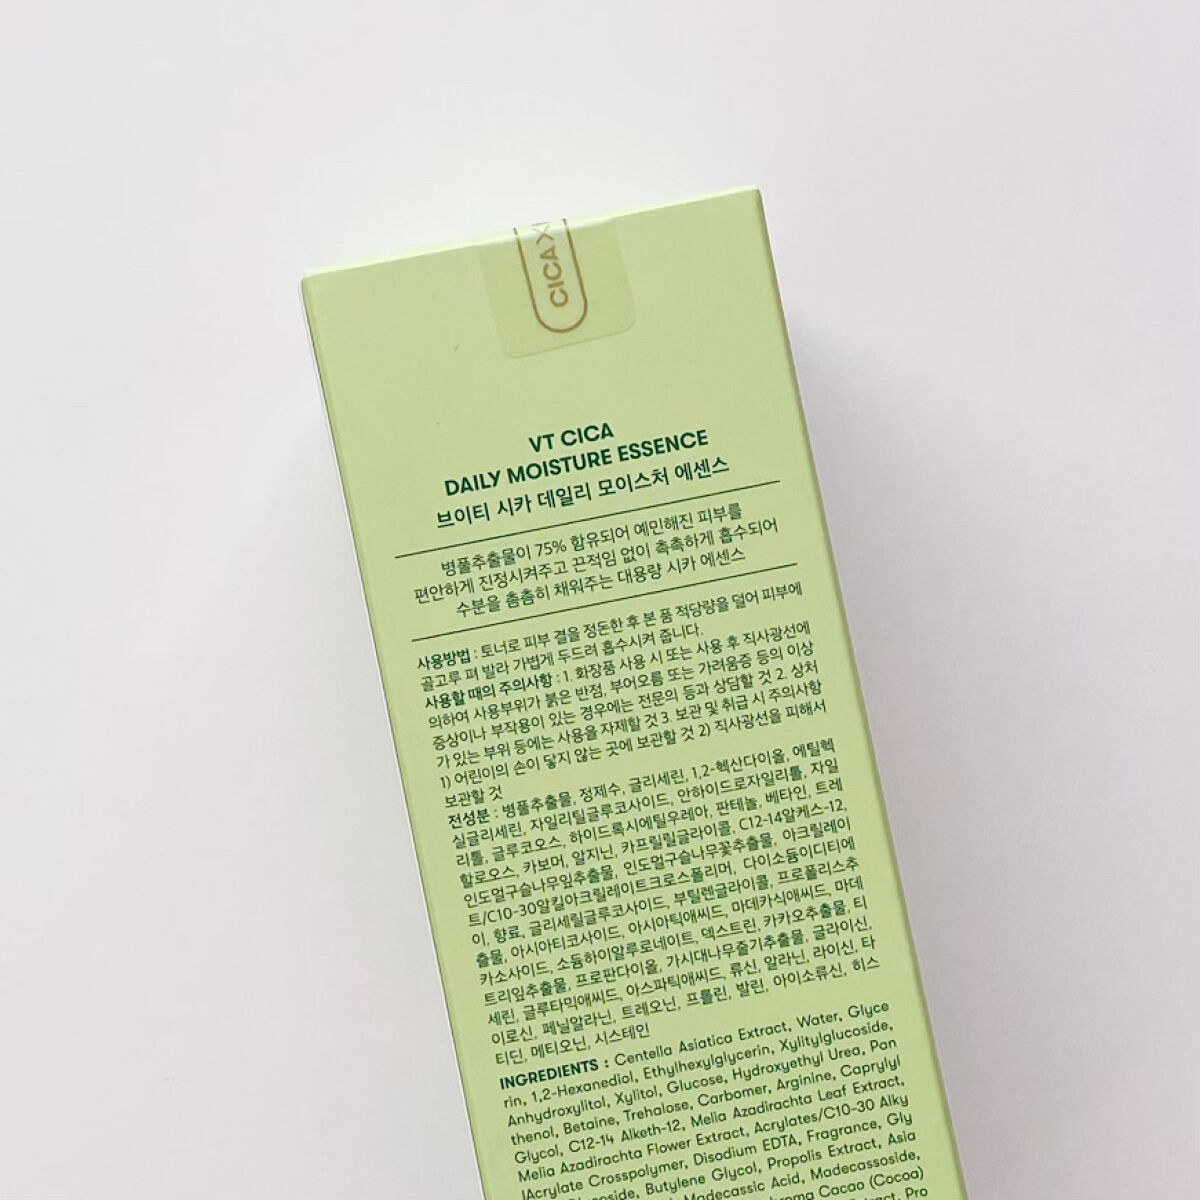 CICA
VT CICA
DAILY MOISTURE ESSENCE
브이티 시카 데일리 모이스처 에센스
병풀추출물이 75% 함유되어 예민해진 피부를
편안하게 진정시켜주고 끈적임 없이 촉촉하게 흡수되어
수분을 촘촘히 채워주는 대용량 시카 에센스
사용방법 : 토너로 피부 결을 정돈한 후 본 품 적당량을 덜어 피부에
골고루 펴 발라 가볍게 두드려 흡수시켜 줍니다.
사용할 때의 주의사항 : 1. 화장품 사용 시 또는 사용 후 직사광선에
의하여 사용부위가 붉은 반점, 부어오름 또는 가려움증 등의 이상
증상이나 부작용이 있는 경우에는 전문의 등과 상담할 것 2. 상처
가 있는 부위 등에는 사용을 자제할 것 3. 보관 및 취급 시 주의사항
1) 어린이의 손이 닿지 않는 곳에 보관할 것 2) 직사광선을 피해서
보관할 것
전성분 : 병풀추출물, 정제수, 글리세린, 1,2-헥산다이올, 에틸헥
실글리세린, 자일리틸글루코사이드, 안하이드로자일리톨, 자일
리톨, 글루코오스, 하이드록시에틸우레아, 판테놀, 베타인, 트레
할로오스, 카보머, 알지닌, 카프릴릴글라이콜, C12-14알케스-12,
인도멀구슬나무잎추출물, 인도멀구슬나무꽃추출물, 아크릴레이
트/C10-30알킬아크릴레이트크로스폴리머, 다이소듐이디티에
이, 향료, 글리세릴글루코사이드, 부틸렌글라이콜, 프로폴리스추
출물, 아시아티코사이드, 아시아틱애씨드, 마데카식애씨드, 마데
카소사이드, 소듐하이알루로네이트, 덱스트린, 카카오추출물, 티
트리잎추출물, 프로판다이올, 가시대나무줄기추출물, 글라이신,
세린, 글루타믹애씨드, 아스파틱애씨드, 류신, 알라닌, 라이신, 타
이로신, 페닐알라닌, 트레오닌, 프롤린, 발린, 아이소류신, 히스
티딘, 메티오닌, 시스테인
INGREDIENTS : Centella Asiatica Extract, Water, Glyce
rin, 1,2-Hexanediol, Ethylhexylglycerin, Xylitylglucoside,
Anhydroxylitol, Xylitol, Glucose, Hydroxyethyl Urea, Pan
thenol, Betaine, Trehalose, Carbomer, Arginine, Caprylyl
Glycol, C12-14 Alketh-12, Melia Azadirachta Leaf Extract,
Melia Azadirachta Flower Extract, Acrylates/C10-30 Alky
lAcrylate Crosspolymer, Disodium EDTA, Fragrance, Gly
Butylene Glycol, Propolis Extract, Asia
Madecassic Acid, Madecassoside,
Cacao (Cocoa)
Pro